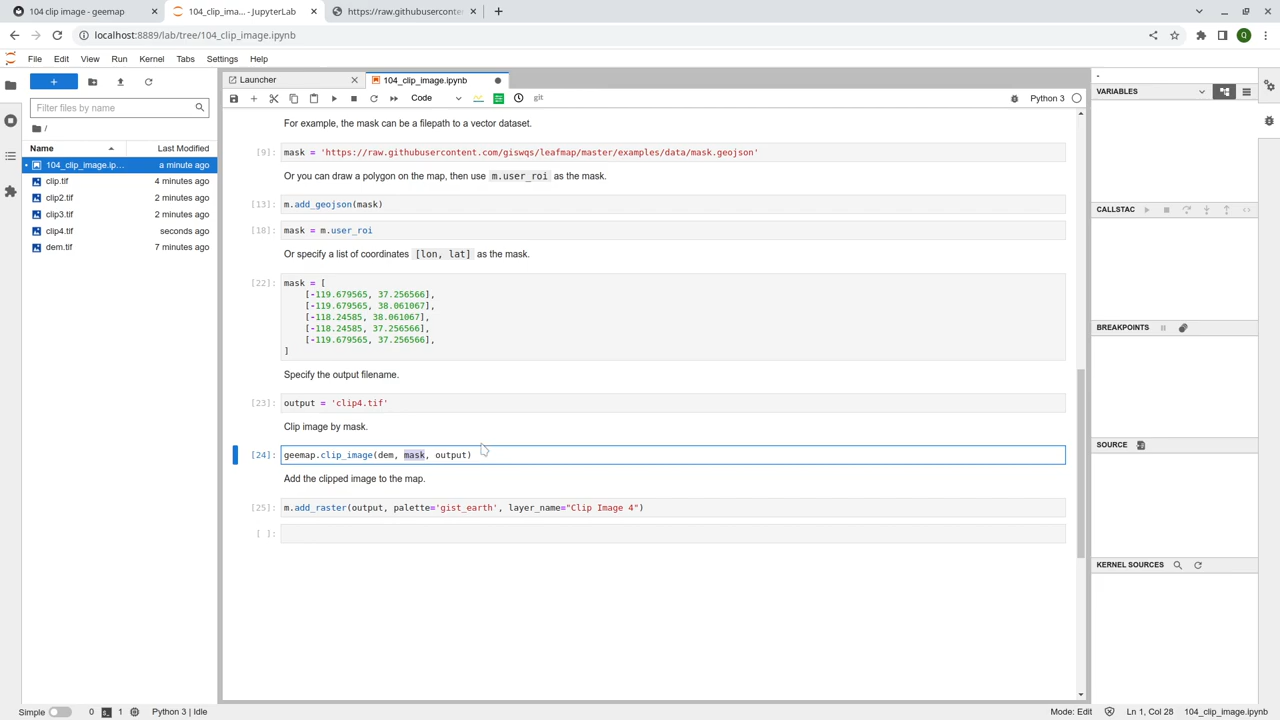 104 clip image - geemap
104_clip_ima... - JupyterLab
https://raw.githubuserconte
localhost:8889/lab/tree/104_clip_image.ipynb
File Edit View Run Kernel Tabs Settings Help
Launcher
104_clip_image.ipynb
Filter files by name
/
Name Last Modified
104_clip_image.ip... a minute ago
clip.tif 4 minutes ago
clip2.tif 2 minutes ago
clip3.tif 2 minutes ago
clip4.tif seconds ago
dem.tif 7 minutes ago
Code
git
Python 3
For example, the mask can be a filepath to a vector dataset.
[9]: mask = 'https://raw.githubusercontent.com/giswqs/leafmap/master/examples/data/mask.geojson'
Or you can draw a polygon on the map, then use m.user_roi as the mask.
[13]: m.add_geojson(mask)
[18]: mask = m.user_roi
Or specify a list of coordinates [lon, lat] as the mask.
[22]: mask = [
[-119.679565, 37.256566],
[-119.679565, 38.061067],
[-118.24585, 38.061067],
[-118.24585, 37.256566],
[-119.679565, 37.256566],
]
Specify the output filename.
[23]: output = 'clip4.tif'
Clip image by mask.
[24]: geemap.clip_image(dem, mask, output)
Add the clipped image to the map.
[25]: m.add_raster(output, palette='gist_earth', layer_name="Clip Image 4")
[ ]:
-
VARIABLES
CALLSTAC
BREAKPOINTS
SOURCE
KERNEL SOURCES
Simple 0 1 Python 3 | Idle
Mode: Edit Ln 1, Col 28 104_clip_image.ipynb
Q